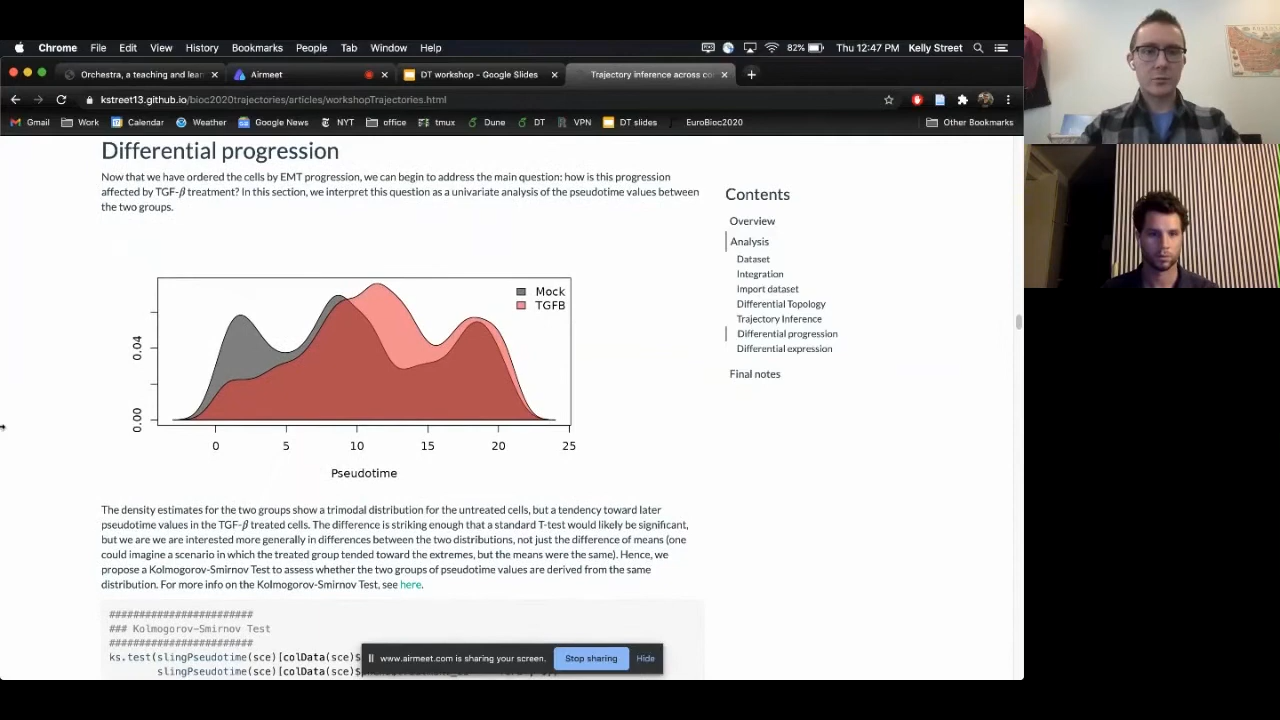 Chrome File Edit View History Bookmarks People Tab Window Help 82% Thu 12:47 PM Kelly Street
Orchestra, a teaching and lear Airmeet DT workshop - Google Slides Trajectory inference across co
kstreet13.github.io/bioc2020trajectories/articles/workshopTrajectories.html
Gmail Work Calendar Weather Google News NYT office tmux Dune DT VPN DT slides EuroBioc2020 Other Bookmarks
Differential progression
Now that we have ordered the cells by EMT progression, we can begin to address the main question: how is this progression
affected by TGF-β treatment? In this section, we interpret this question as a univariate analysis of the pseudotime values between
the two groups.
Mock
TGFB
0.04
0.00
0 5 10 15 20 25
Pseudotime
The density estimates for the two groups show a trimodal distribution for the untreated cells, but a tendency toward later
pseudotime values in the TGF-β treated cells. The difference is striking enough that a standard T-test would likely be significant,
but we are we are interested more generally in differences between the two distributions, not just the difference of means (one
could imagine a scenario in which the treated group tended toward the extremes, but the means were the same). Hence, we
propose a Kolmogorov-Smirnov Test to assess whether the two groups of pseudotime values are derived from the same
distribution. For more info on the Kolmogorov-Smirnov Test, see here.
########################
### Kolmogorov-Smirnov Test
########################
ks.test(slingPseudotime(sce)[colData(sce)$
slingPseudotime(sce)[colData(sce)$
www.airmeet.com is sharing your screen. Stop sharing Hide
Contents
Overview
Analysis
Dataset
Integration
Import dataset
Differential Topology
Trajectory Inference
Differential progression
Differential expression
Final notes